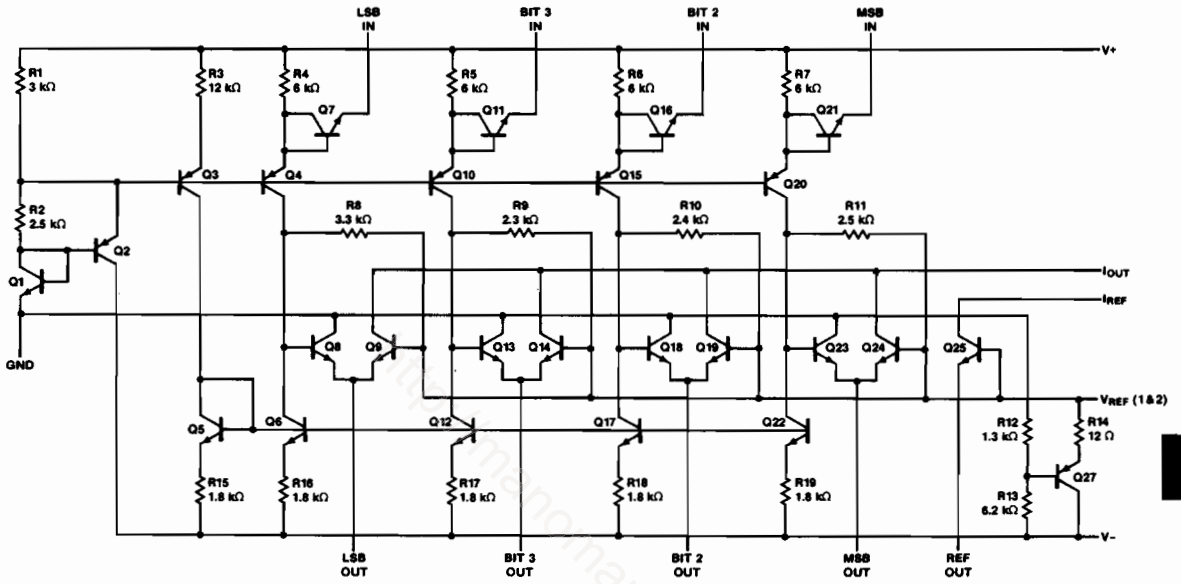 LSB IN
BIT 3 IN
BIT 2 IN
MSB IN
V+
R1 3 kΩ
R3 12 kΩ
R4 6 kΩ
R5 6 kΩ
R6 6 kΩ
R7 6 kΩ
Q7
Q11
Q16
Q21
Q3
Q4
Q10
Q15
Q20
R2 2.5 kΩ
R8 3.3 kΩ
R9 2.3 kΩ
R10 2.4 kΩ
R11 2.5 kΩ
Q2
Q1
IOUT
IREF
GND
Q8
Q9
Q13
Q14
Q18
Q19
Q23
Q24
Q25
VREF (1&2)
Q5
Q6
Q12
Q17
Q22
R12 1.3 kΩ
R14 12 Ω
Q27
R15 1.8 kΩ
R16 1.8 kΩ
R17 1.8 kΩ
R18 1.8 kΩ
R19 1.8 kΩ
R13 6.2 kΩ
V−
LSB OUT
BIT 3 OUT
BIT 2 OUT
MSB OUT
REF OUT